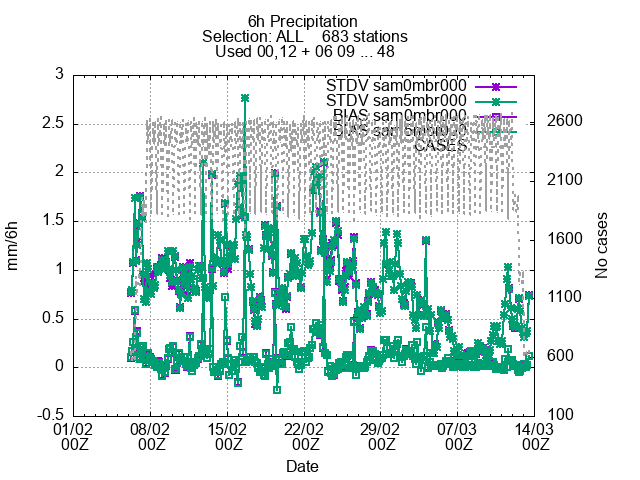 6h Precipitation
Selection: ALL 683 stations
Used 00,12 + 06 09 ... 48
STDV sam0mbr000
STDV sam5mbr000
BIAS sam0mbr000
BIAS sam5mbr000
CASES
mm/6h
3
2.5
2
1.5
1
0.5
0
-0.5
No cases
2600
2100
1600
1100
600
100
01/02 08/02 15/02 22/02 29/02 07/03 14/03
00Z 00Z 00Z 00Z 00Z 00Z 00Z
Date